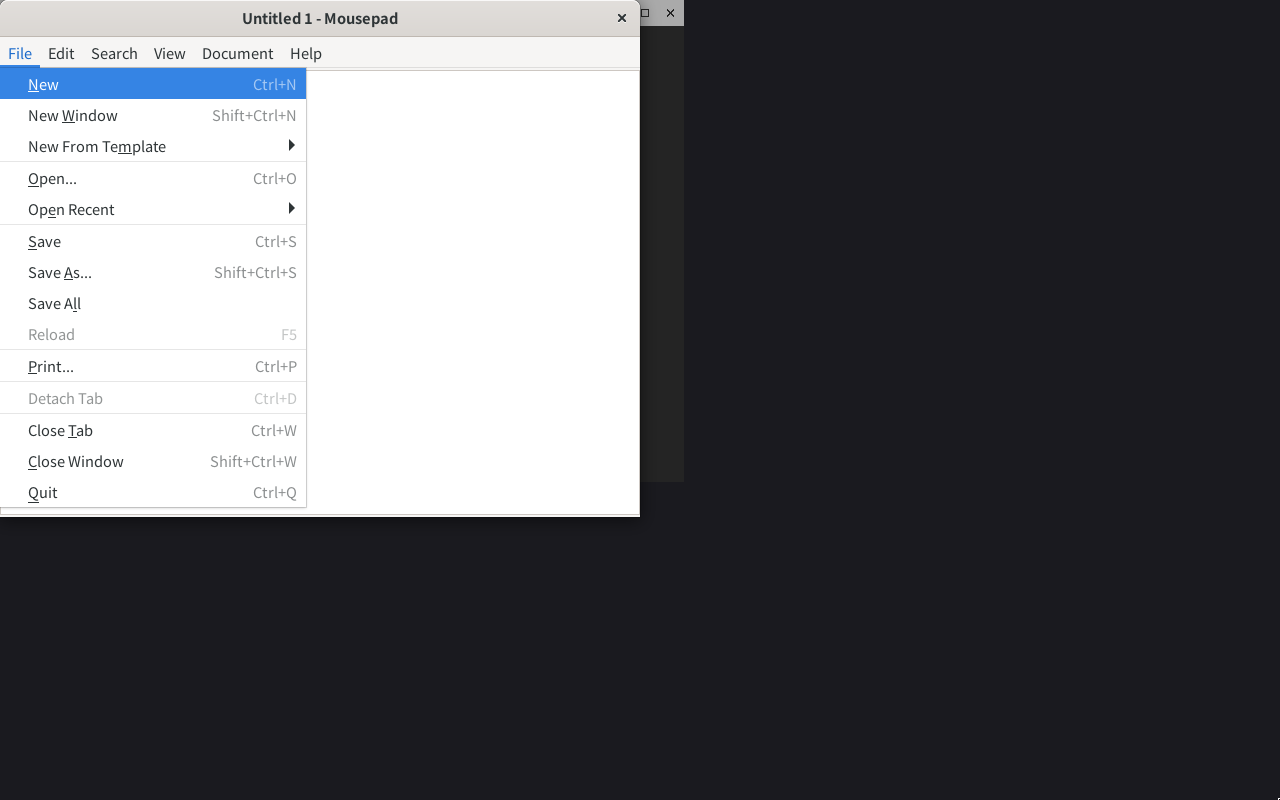 Untitled 1 - Mousepad
File Edit Search View Document Help
New Ctrl+N
New Window Shift+Ctrl+N
New From Template
Open... Ctrl+O
Open Recent
Save Ctrl+S
Save As... Shift+Ctrl+S
Save All
Reload F5
Print... Ctrl+P
Detach Tab Ctrl+D
Close Tab Ctrl+W
Close Window Shift+Ctrl+W
Quit Ctrl+Q